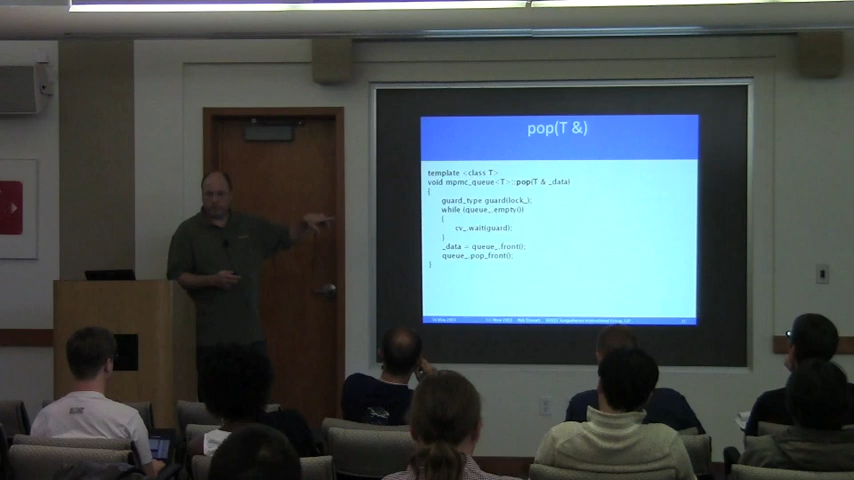 pop(T &)
template <class T>
void mpmc_queue<T>::pop(T & _data)
{
guard_type guard(lock_);
while (queue_.empty())
{
cv_.wait(guard);
}
_data = queue_.front();
queue_.pop_front();
}